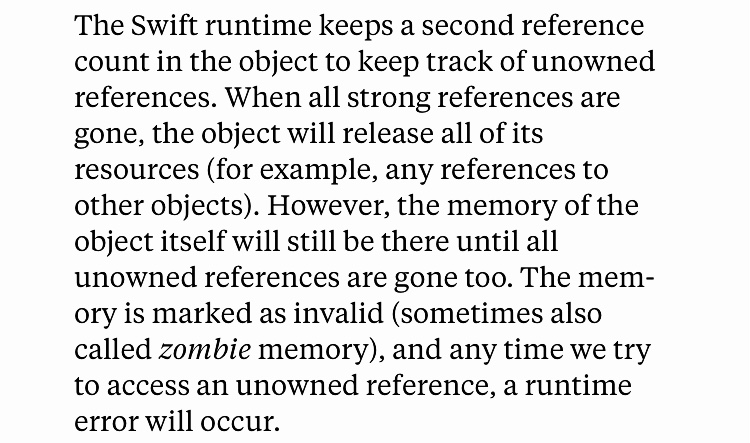 The Swift runtime keeps a second reference
count in the object to keep track of unowned
references. When all strong references are
gone, the object will release all of its
resources (for example, any references to
other objects). However, the memory of the
object itself will still be there until all
unowned references are gone too. The mem-
ory is marked as invalid (sometimes also
called zombie memory), and any time we try
to access an unowned reference, a runtime
error will occur.